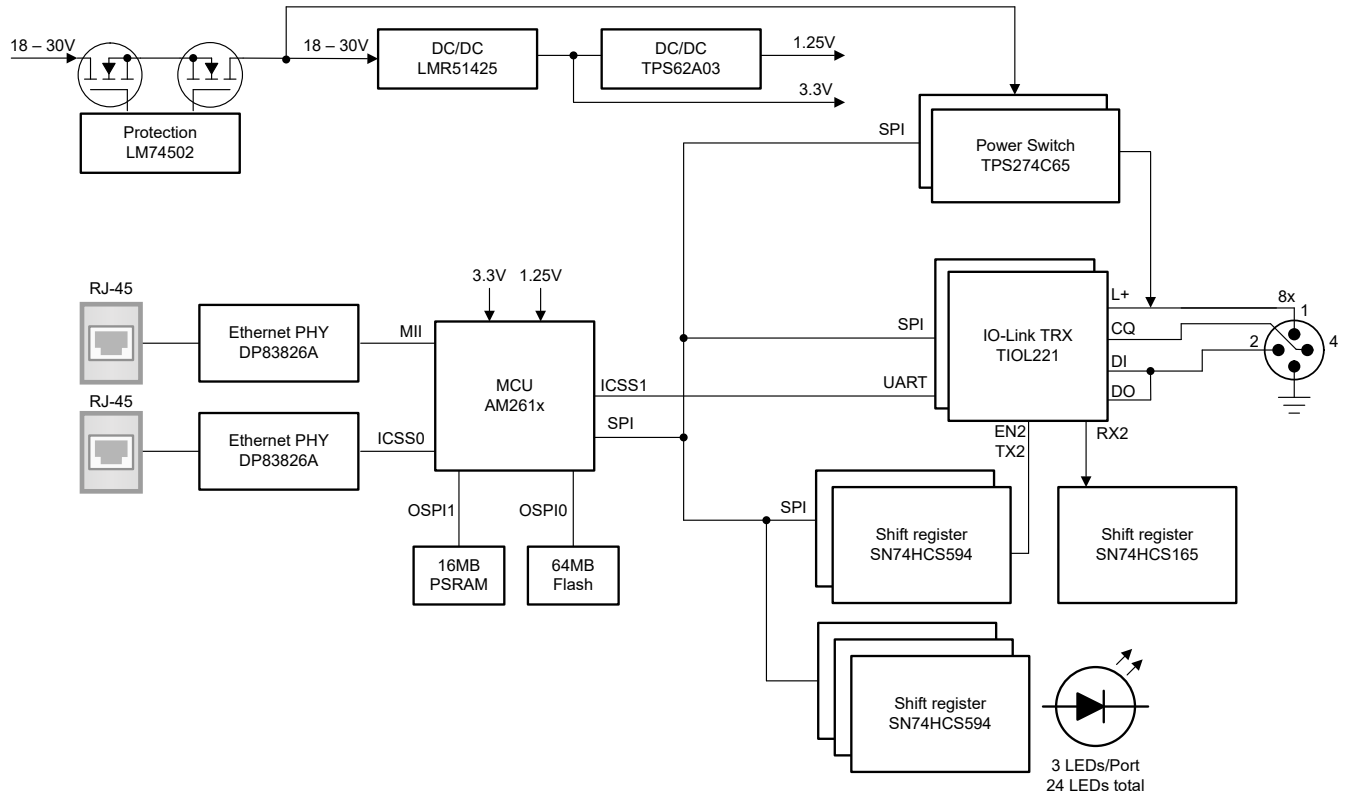 18 – 30V
18 – 30V
DC/DC
LMR51425
DC/DC
TPS62A03
1.25V
3.3V
Protection
LM74502
SPI
Power Switch
TPS274C65
3.3V
1.25V
RJ-45
Ethernet PHY
DP83826A
MII
MCU
AM261x
ICSS1
SPI
RJ-45
Ethernet PHY
DP83826A
ICSS0
OSPI1
OSPI0
16MB
PSRAM
64MB
Flash
SPI
UART
IO-Link TRX
TIOL221
L+
CQ
DI
DO
8x
1
2
4
EN2
TX2
RX2
SPI
Shift register
SN74HCS594
Shift register
SN74HCS165
Shift register
SN74HCS594
3 LEDs/Port
24 LEDs total